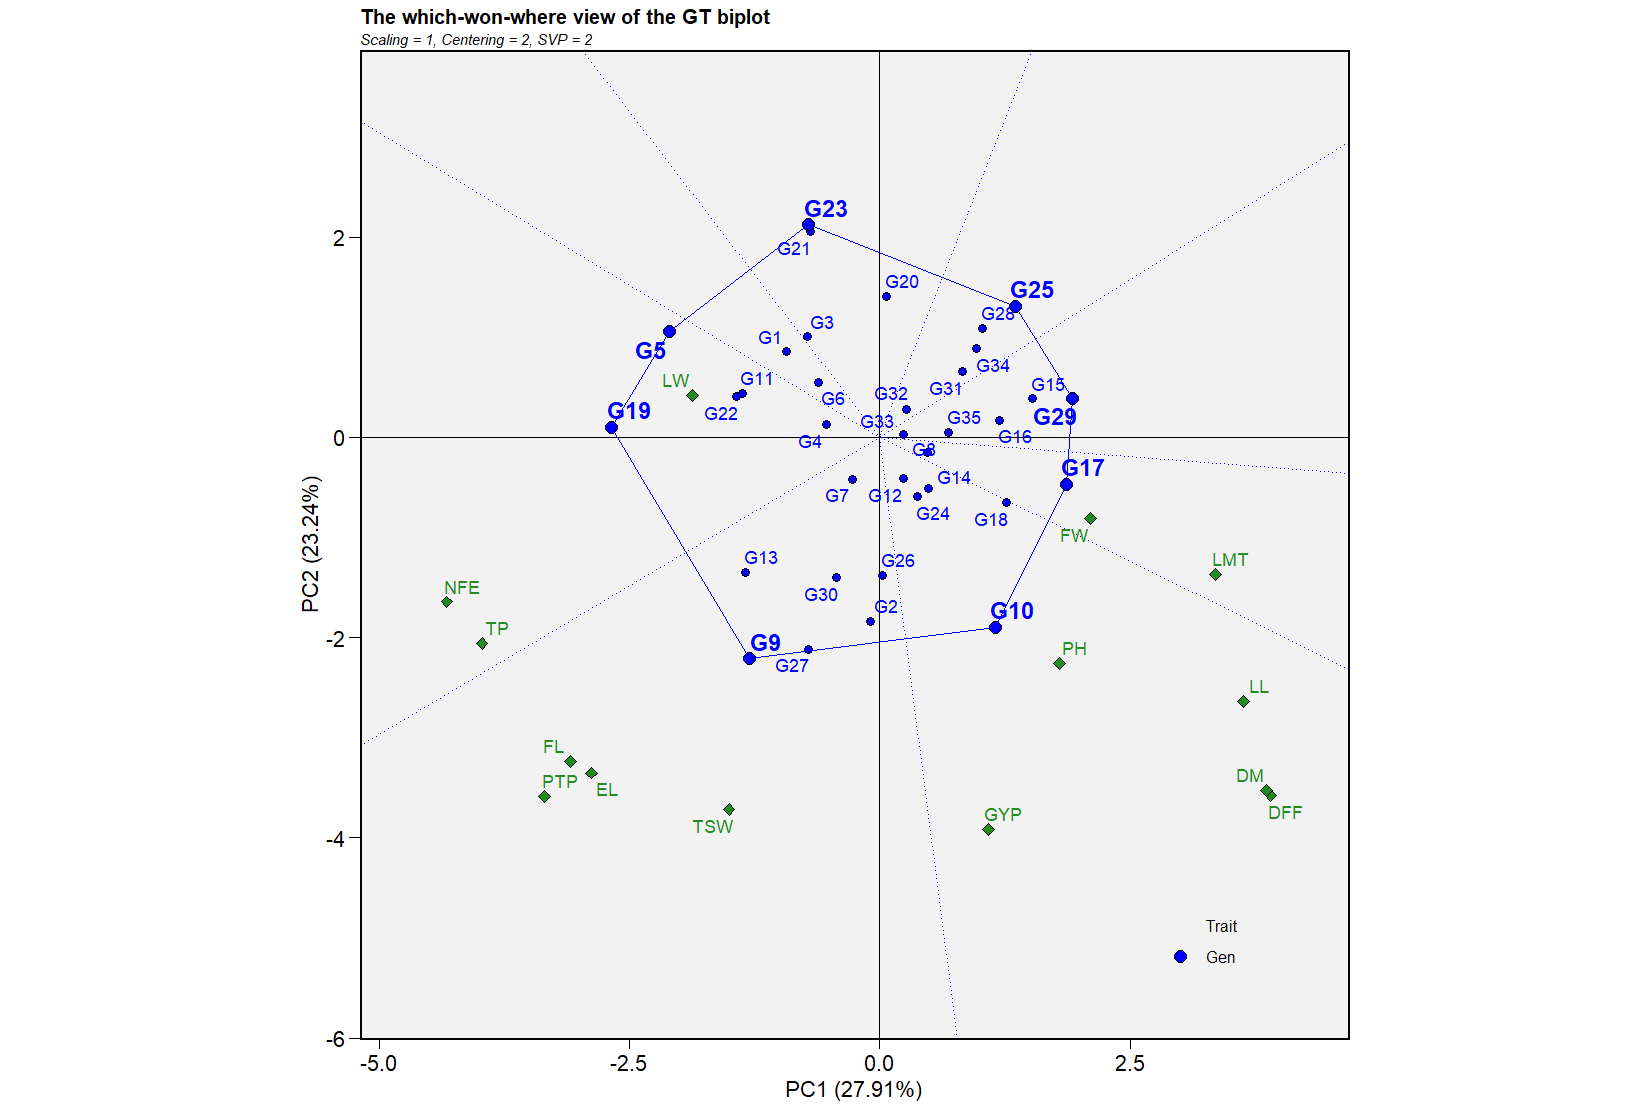 The which-won-where view of the GT biplot
Scaling = 1, Centering = 2, SVP = 2
G23
G21
G20
G25
G28
G3
G1
G5
G34
LW
G11
G31
G15
G32
G6
G22
G19
G29
G35
G33
G16
G4
G8
G17
G14
G7
G12
G24
G18
FW
G13
G26
LMT
NFE
G30
G2
G10
TP
G9
PH
G27
LL
FL
DM
PTP
EL
DFF
GYP
TSW
Trait
Gen
2
0
-2
-4
-6
PC2 (23.24%)
-5.0 -2.5 0.0 2.5
PC1 (27.91%)